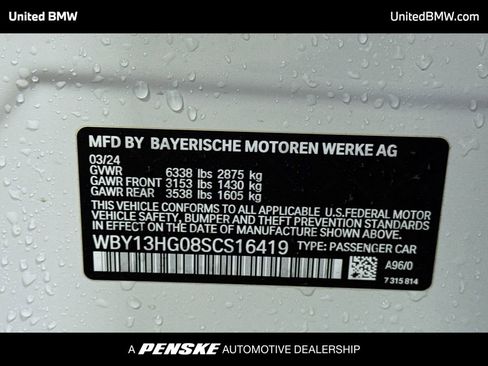 United BMW
UnitedBMW.com
MFD BY BAYERISCHE MOTOREN WERKE AG
03/24
GVWR 6338 lbs 2875 kg
GAWR FRONT 3153 lbs 1430 kg
GAWR REAR 3538 lbs 1605 kg
THIS VEHICLE CONFORMS TO ALL APPLICABLE U.S. FEDERAL MOTOR
VEHICLE SAFETY, BUMPER AND THEFT PREVENTION STANDARDS
IN EFFECT ON THE DATE OF MANUFACTURE SHOWN ABOVE.
WBY13HG08SCS16419 TYPE: PASSENGER CAR
A96/0
7 315 814
A PENSKE AUTOMOTIVE DEALERSHIP